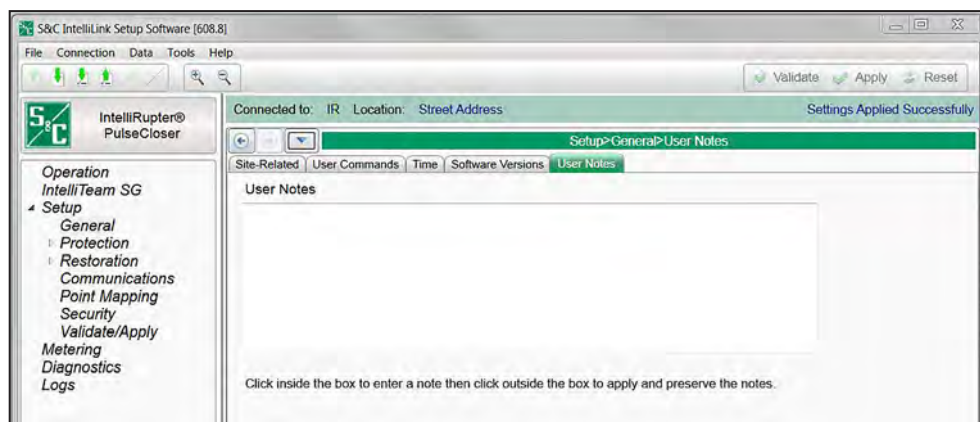 S&C IntelliLink Setup Software [608.8]
File Connection Data Tools Help
Validate Apply Reset
S&C
IntelliRupter®
PulseCloser
Connected to: IR Location: Street Address Settings Applied Successfully
Setup>General>User Notes
Site-Related User Commands Time Software Versions User Notes
User Notes
Operation
IntelliTeam SG
Setup
General
Protection
Restoration
Communications
Point Mapping
Security
Validate/Apply
Metering
Diagnostics
Logs
Click inside the box to enter a note then click outside the box to apply and preserve the notes.